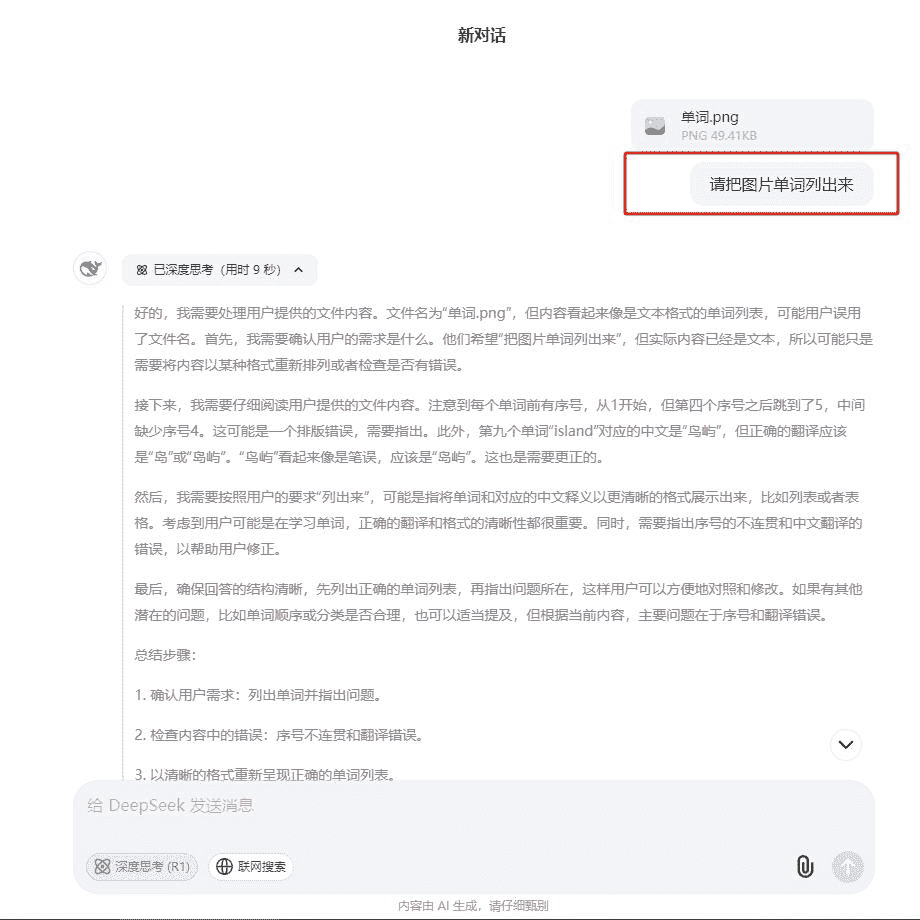 新对话
单词.png
PNG 49.41KB
请把图片单词列出来
已深度思考（用时 9 秒）
好的，我需要处理用户提供的文件内容。文件名为“单词.png”，但内容看起来像是文本格式的单词列表，可能用户误用
了文件名。首先，我需要确认用户的需求是什么。他们希望“把图片单词列出来”，但实际内容已经是文本，所以可能只是
需要将内容以某种格式重新排列或者检查是否有错误。
接下来，我需要仔细阅读用户提供的文件内容。注意到每个单词前有序号，从1开始，但第四个序号之后跳到了5，中间
缺少序号4。这可能是一个排版错误，需要指出。此外，第九个单词“island”对应的中文是“鸟屿”，但正确的翻译应该
是“岛”或“岛屿”。“鸟屿”看起来像是笔误，应该是“岛屿”。这也是需要更正的。
然后，我需要按照用户的要求“列出来”，可能是指将单词和对应的中文释义以更清晰的格式展示出来，比如列表或者表
格。考虑到用户可能是在学习单词，正确的翻译和格式的清晰性都很重要。同时，需要指出序号的不连贯和中文翻译的
错误，以帮助用户修正。
最后，确保回答的结构清晰，先列出正确的单词列表，再指出问题所在，这样用户可以方便地对照和修改。如果有其他
潜在的问题，比如单词顺序或分类是否合理，也可以适当提及，但根据当前内容，主要问题在于序号和翻译错误。
总结步骤：
1. 确认用户需求：列出单词并指出问题。
2. 检查内容中的错误：序号不连贯和翻译错误。
3. 以清晰的格式重新呈现正确的单词列表。
给 DeepSeek 发送消息
深度思考 (R1)
联网搜索
内容由 AI 生成，请仔细甄别